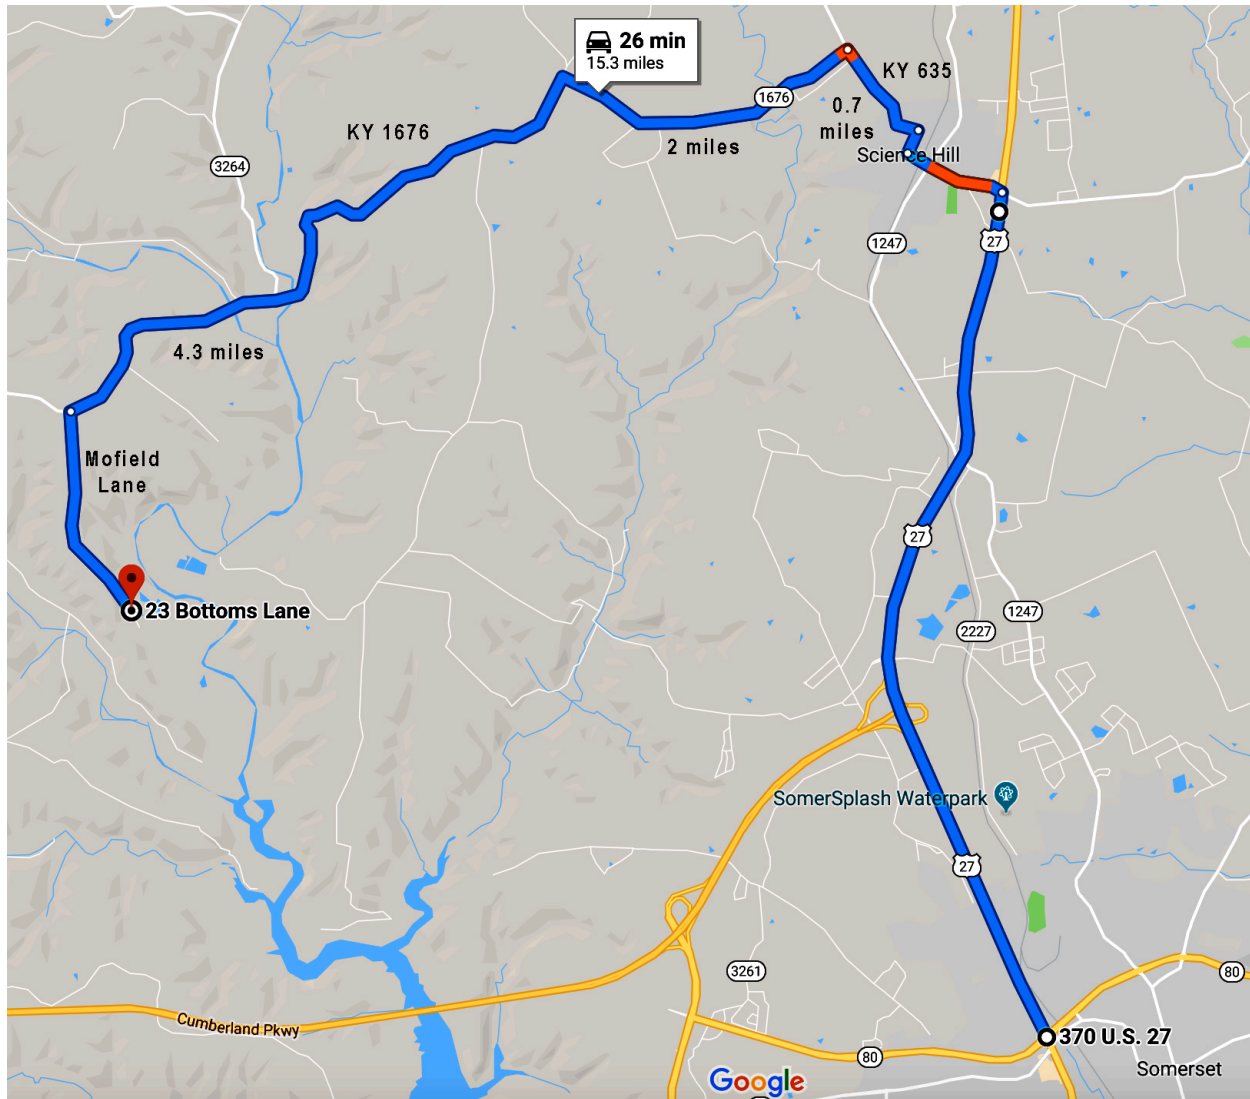 26 min
15.3 miles
KY 635
1676
KY 1676
0.7
miles
2 miles
Science Hill
3264
1247
27
4.3 miles
Mofield
Lane
27
23 Bottoms Lane
1247
2227
SomerSplash Waterpark
27
3261
80
Cumberland Pkwy
370 U.S. 27
80
Somerset
Google